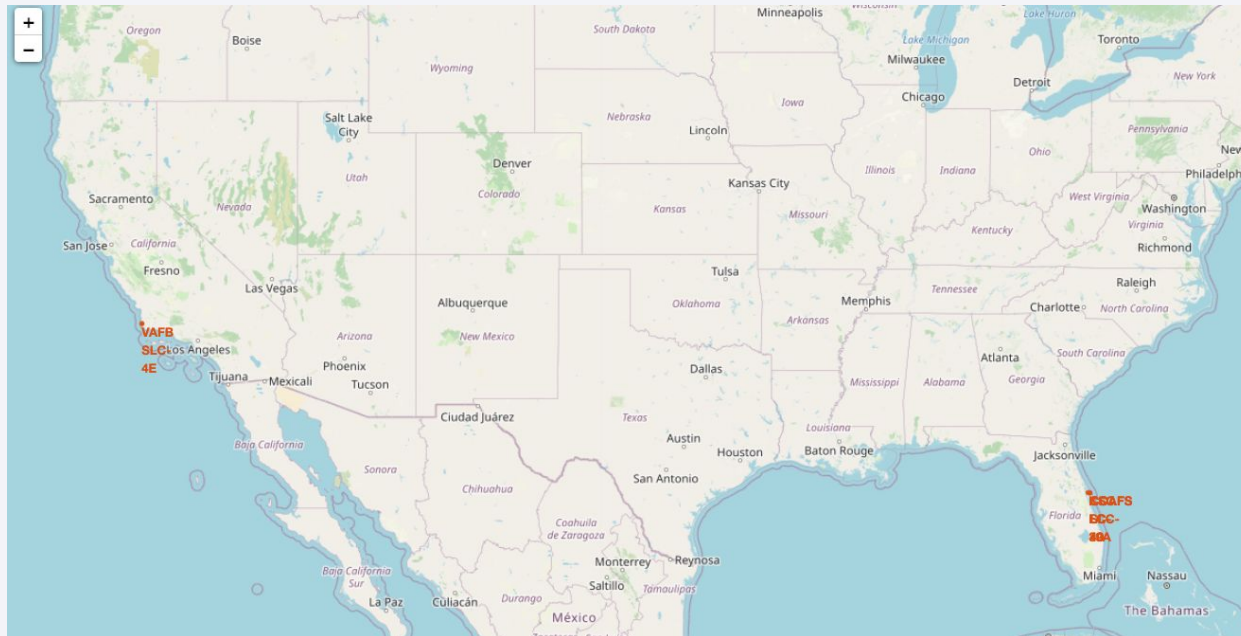 +
−
Oregon
Boise
Wyoming
South Dakota
Minneapolis
Wisconsin
Lake Huron
Toronto
Lake Michigan
Milwaukee
Detroit
New York
Chicago
Iowa
Nebraska
Lincoln
Salt Lake
City
Pennsylvania
New
Philadelph
Ohio
Indiana
Illinois
Denver
Colorado
Utah
Nevada
Sacramento
San Jose
California
Fresno
Las Vegas
Kansas City
Kansas
Missouri
West Virginia
Washington
Virginia
Richmond
Kentucky
Tulsa
Oklahoma
Albuquerque
New Mexico
Arizona
Phoenix
Tucson
VAFB
SLC-
4E
Los Angeles
Tijuana
Mexicali
Memphis
Tennessee
Raleigh
Charlotte
North Carolina
Arkansas
South Carolina
Atlanta
Georgia
Alabama
Mississippi
Dallas
Texas
Ciudad Juárez
Louisiana
Baton Rouge
Austin
Houston
San Antonio
Jacksonville
Florida
Baja California
Sonora
Chihuahua
Coahuila
de Zaragoza
Monterrey
Reynosa
Saltillo
Tamaulipas
Durango
Baja California
Sur
La Paz
Culiacán
México
Miami
Nassau
The Bahamas